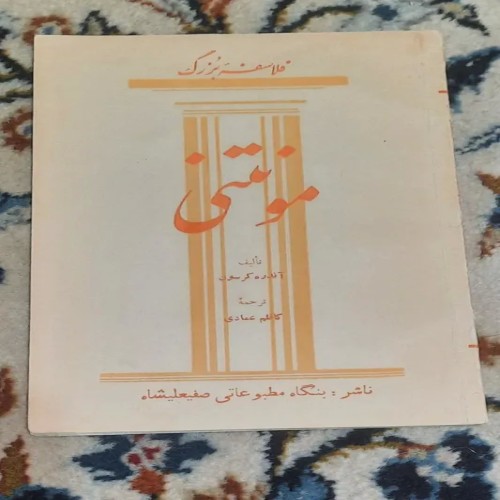 فلاسفهٔ بزرگ
مونتنی
تألیف
آندره کرسون
ترجمهٔ
کاظم عمادی
ناشر : بنگاه مطبوعاتی صفیعلیشاه